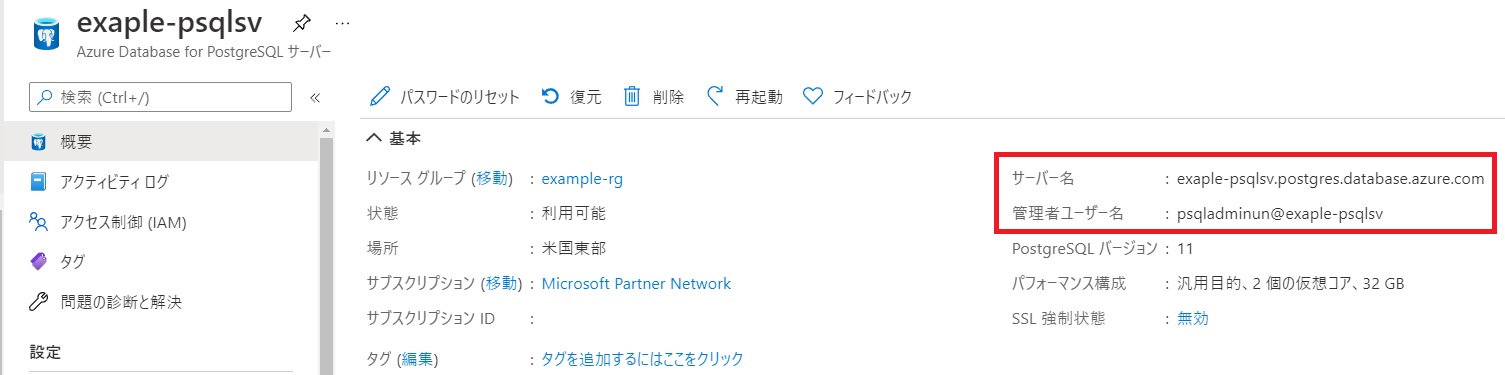 exaple-psqlsv
Azure Database for PostgreSQL サーバー
検索 (Ctrl+/)
概要
アクティビティ ログ
アクセス制御 (IAM)
タグ
問題の診断と解決
設定
パスワードのリセット 復元 削除 再起動 フィードバック
基本
リソース グループ (移動) : example-rg
状態 : 利用可能
場所 : 米国東部
サブスクリプション (移動) : Microsoft Partner Network
サブスクリプション ID :
タグ (編集) : タグを追加するにはここをクリック
サーバー名 : exaple-psqlsv.postgres.database.azure.com
管理者ユーザー名 : psqladminun@exaple-psqlsv
PostgreSQL バージョン : 11
パフォーマンス構成 : 汎用目的、2 個の仮想コア、32 GB
SSL 強制状態 : 無効